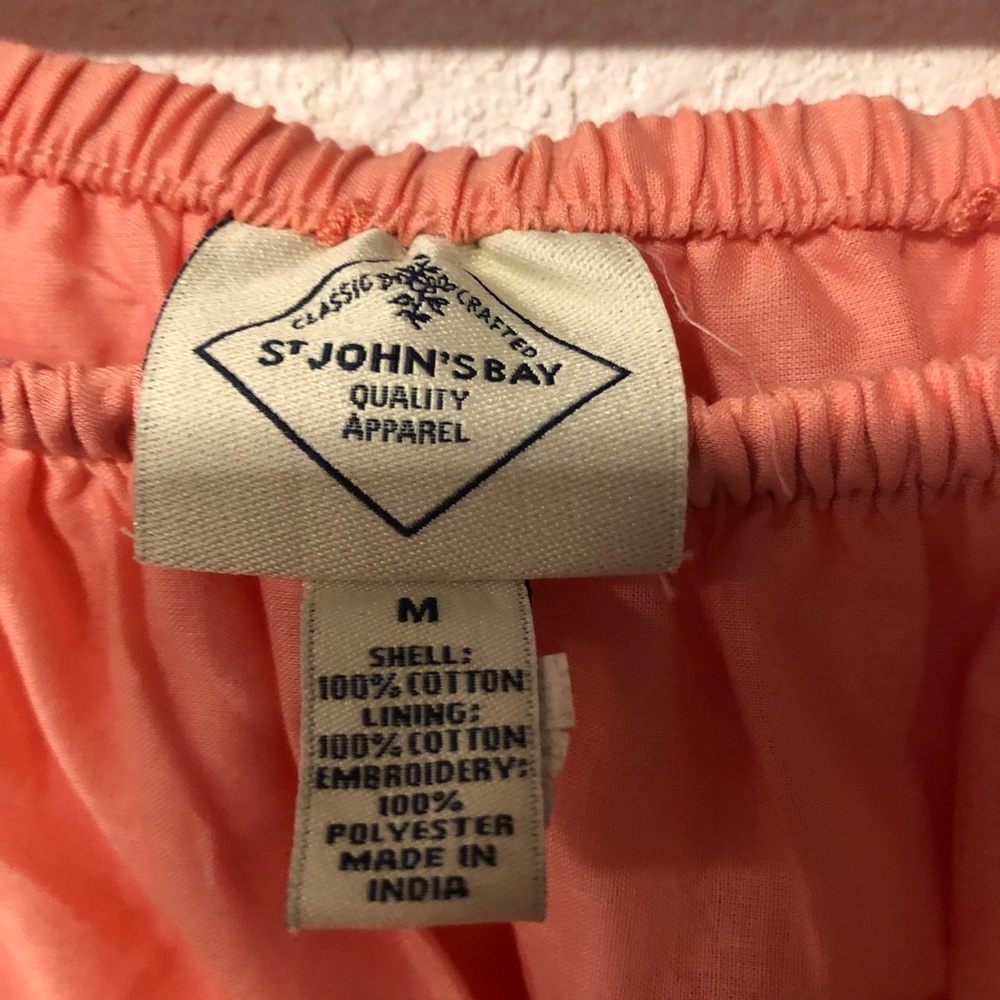 CLASSIC CRAFTED
ST JOHN'S BAY
QUALITY
APPAREL
M
SHELL:
100% COTTON
LINING:
100% COTTON
EMBROIDERY:
100%
POLYESTER
MADE IN
INDIA